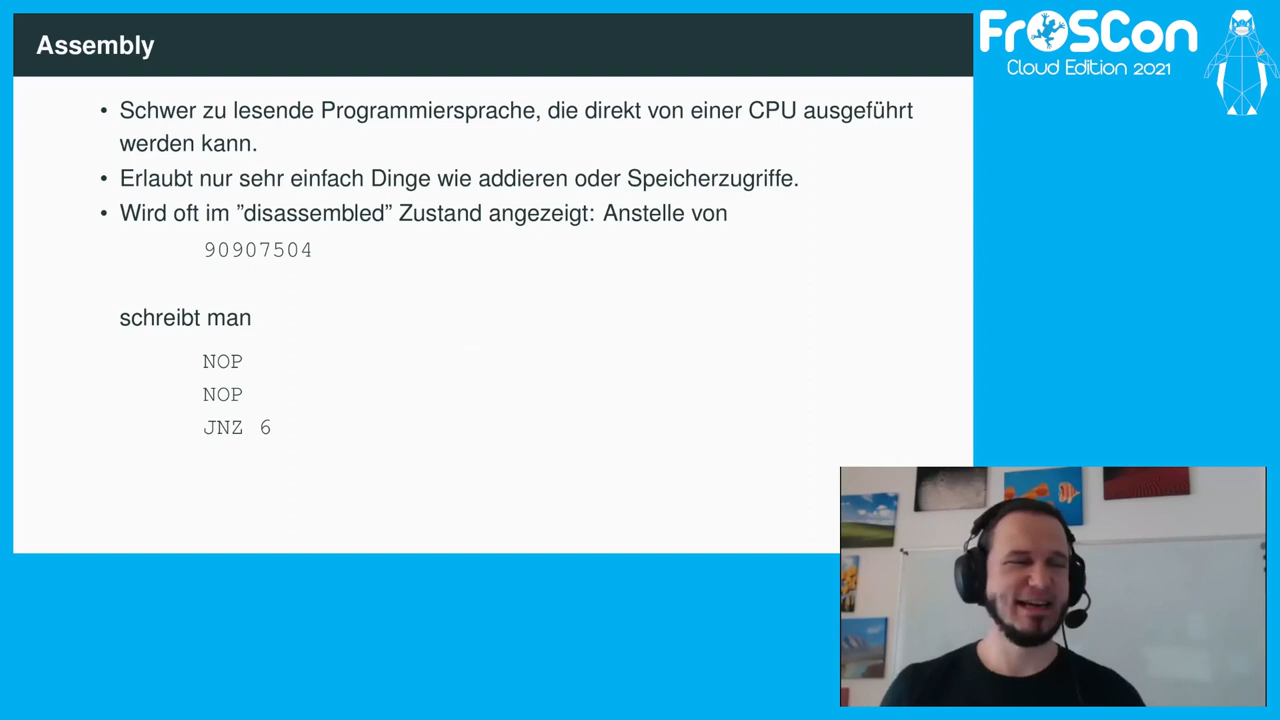 Assembly
FrOSCon
Cloud Edition 2021
• Schwer zu lesende Programmiersprache, die direkt von einer CPU ausgeführt
werden kann.
• Erlaubt nur sehr einfach Dinge wie addieren oder Speicherzugriffe.
• Wird oft im ”disassembled” Zustand angezeigt: Anstelle von
90907504
schreibt man
NOP
NOP
JNZ 6